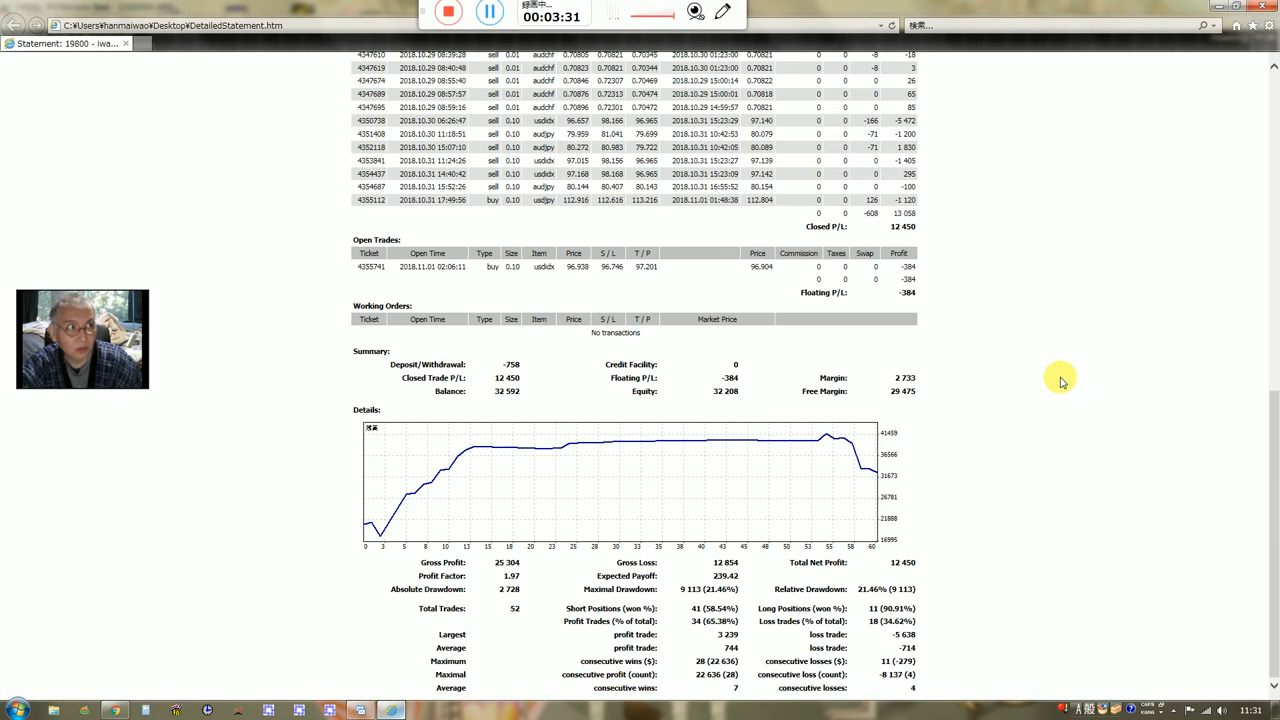 録画中...
00:03:31
C:¥Users¥hanmaiwao¥Desktop¥DetailedStatement.htm
検索...
Statement: 19800 - iwa...
4347610 2018.10.29 08:39:28 sell 0.01 audchf 0.70805 0.70821 0.70345 2018.10.30 01:23:00 0.70821 0 0 -8 -18
4347619 2018.10.29 08:40:48 sell 0.01 audchf 0.70823 0.70821 0.70344 2018.10.30 01:23:00 0.70821 0 0 -8 3
4347674 2018.10.29 08:55:40 sell 0.01 audchf 0.70846 0.72307 0.70469 2018.10.29 15:00:14 0.70822 0 0 0 26
4347689 2018.10.29 08:57:57 sell 0.01 audchf 0.70876 0.72313 0.70474 2018.10.29 15:00:01 0.70818 0 0 0 65
4347695 2018.10.29 08:59:16 sell 0.01 audchf 0.70896 0.72301 0.70472 2018.10.29 14:59:57 0.70821 0 0 0 85
4350738 2018.10.30 06:26:47 sell 0.10 usdidx 96.657 98.166 96.965 2018.10.31 15:23:29 97.140 0 0 -166 -5 472
4351408 2018.10.30 11:18:51 sell 0.10 audjpy 79.959 81.041 79.699 2018.10.31 10:42:53 80.079 0 0 -71 -1 200
4352118 2018.10.30 15:07:10 sell 0.10 audjpy 80.272 80.983 79.722 2018.10.31 10:42:05 80.089 0 0 -71 1 830
4353841 2018.10.31 11:24:26 sell 0.10 usdidx 97.015 98.156 96.965 2018.10.31 15:23:27 97.139 0 0 0 -1 405
4354437 2018.10.31 14:40:42 sell 0.10 usdidx 97.168 98.168 96.965 2018.10.31 15:23:09 97.142 0 0 0 295
4354687 2018.10.31 15:52:26 sell 0.10 audjpy 80.144 80.407 80.143 2018.10.31 16:55:52 80.154 0 0 0 -100
4355112 2018.10.31 17:49:56 buy 0.10 usdjpy 112.916 112.616 113.216 2018.11.01 01:48:38 112.804 0 0 126 -1 120
0 0 -608 13 058
Closed P/L: 12 450
Open Trades:
Ticket Open Time Type Size Item Price S / L T / P Price Commission Taxes Swap Profit
4355741 2018.11.01 02:06:11 buy 0.10 usdidx 96.938 96.746 97.201 96.904 0 0 0 -384
0 0 0 -384
Floating P/L: -384
Working Orders:
Ticket Open Time Type Size Item Price S / L T / P Market Price
No transactions
Summary:
Deposit/Withdrawal: -758 Credit Facility: 0
Closed Trade P/L: 12 450 Floating P/L: -384 Margin: 2 733
Balance: 32 592 Equity: 32 208 Free Margin: 29 475
Details:
残高
41459
36566
31673
26781
21888
16995
0 3 5 8 10 13 15 18 20 23 25 28 30 33 35 38 40 43 45 48 50 53 55 58 60
Gross Profit: 25 304 Gross Loss: 12 854 Total Net Profit: 12 450
Profit Factor: 1.97 Expected Payoff: 239.42
Absolute Drawdown: 2 728 Maximal Drawdown: 9 113 (21.46%) Relative Drawdown: 21.46% (9 113)
Total Trades: 52 Short Positions (won %): 41 (58.54%) Long Positions (won %): 11 (90.91%)
Profit Trades (% of total): 34 (65.38%) Loss trades (% of total): 18 (34.62%)
Largest profit trade: 3 239 loss trade: -5 638
Average profit trade: 744 loss trade: -714
Maximum consecutive wins ($): 28 (22 636) consecutive losses ($): 11 (-279)
Maximal consecutive profit (count): 22 636 (28) consecutive loss (count): -8 137 (4)
Average consecutive wins: 7 consecutive losses: 4
A 般
11:31